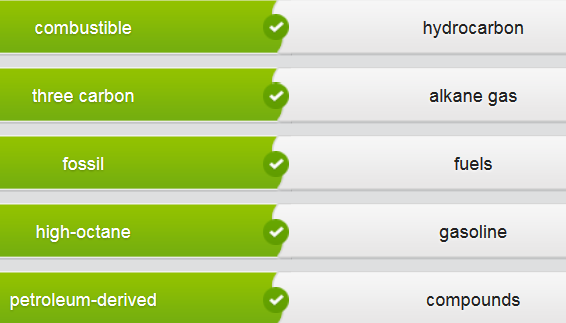 combustible hydrocarbon
three carbon alkane gas
fossil fuels
high-octane gasoline
petroleum-derived compounds